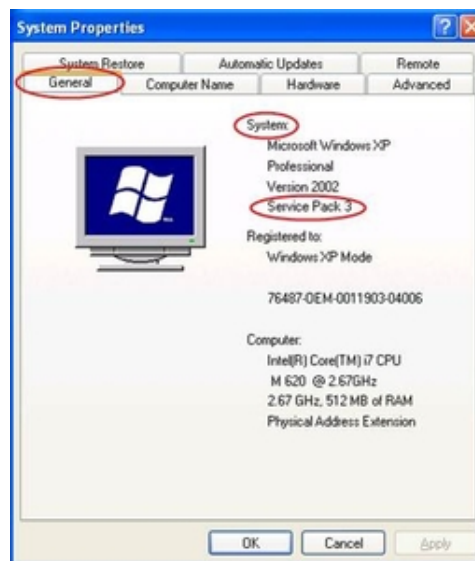 System Properties
System Restore Automatic Updates Remote
General Computer Name Hardware Advanced
System:
Microsoft Windows XP
Professional
Version 2002
Service Pack 3
Registered to:
Windows XP Mode
76487-OEM-0011903-04006
Computer:
Intel(R) Core(TM) i7 CPU
M 620 @ 2.67GHz
2.67 GHz, 512 MB of RAM
Physical Address Extension
OK Cancel Apply